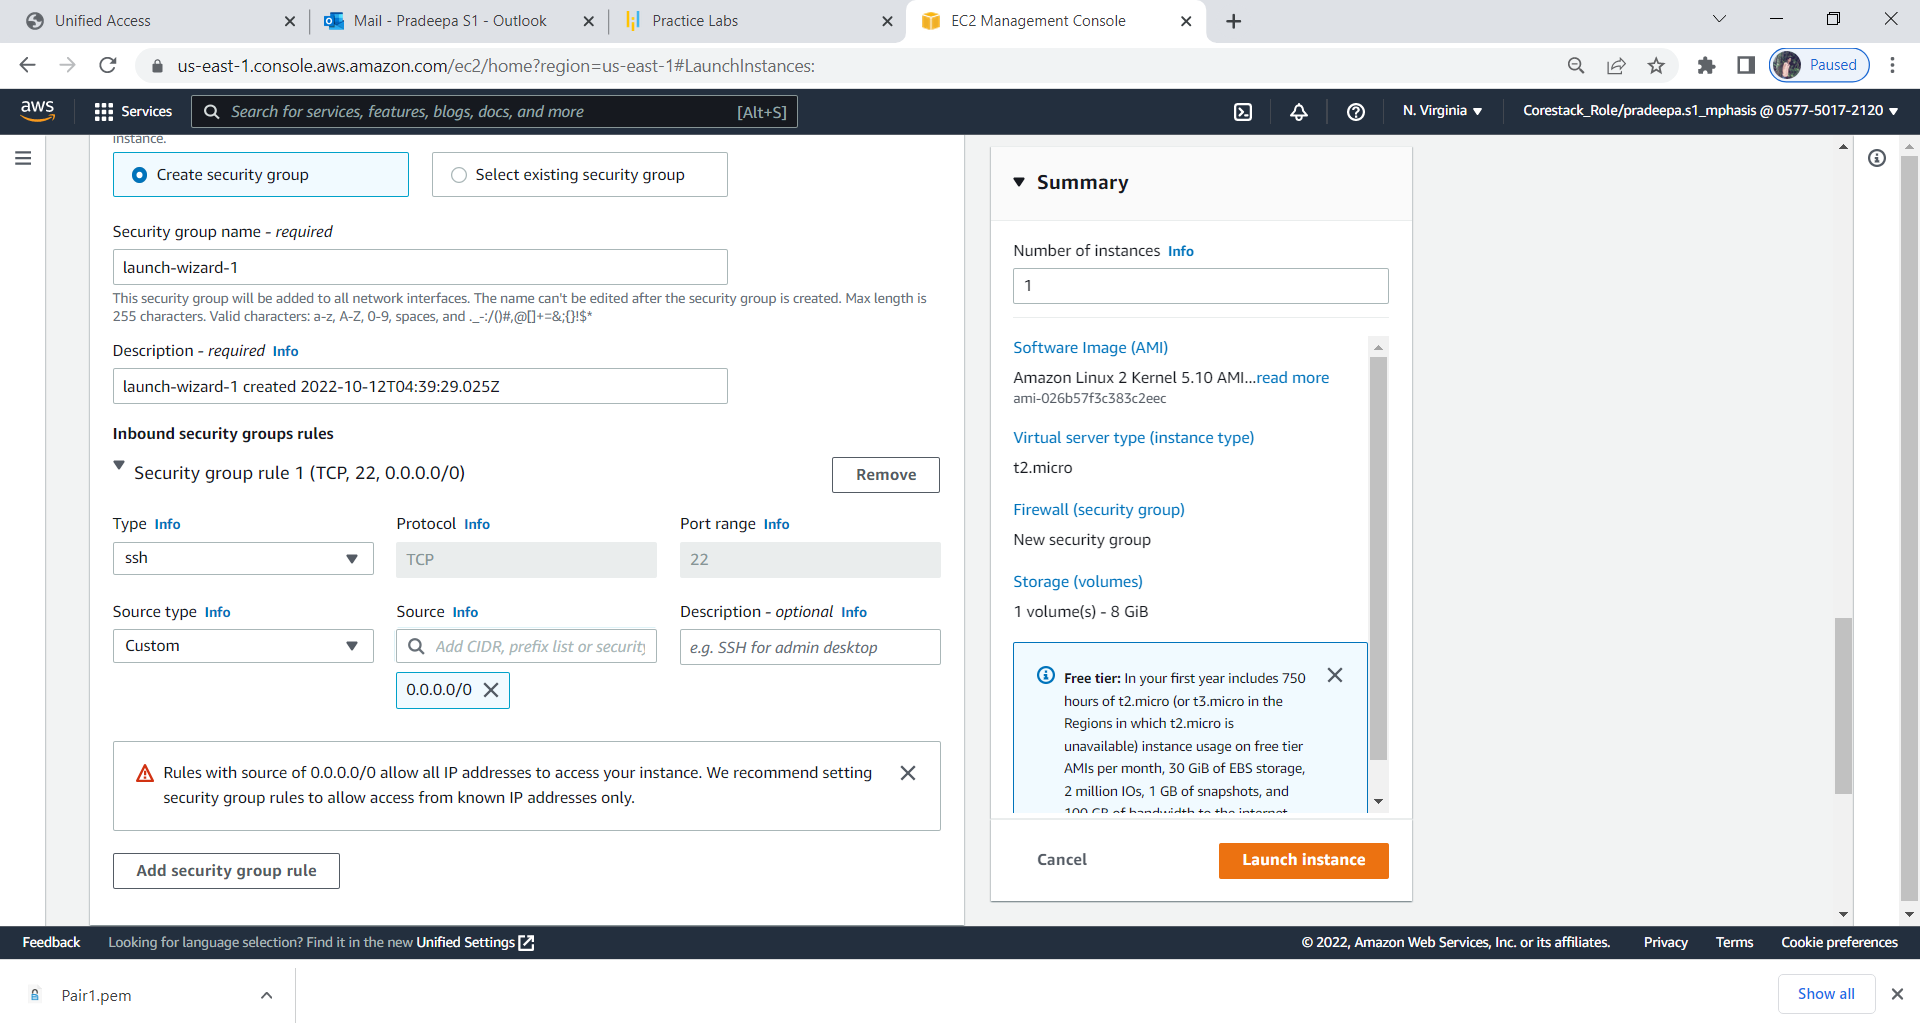 Unified Access
Mail - Pradeepa S1 - Outlook
Practice Labs
EC2 Management Console
us-east-1.console.aws.amazon.com/ec2/home?region=us-east-1#LaunchInstances:
Paused
aws
Services
Search for services, features, blogs, docs, and more
[Alt+S]
N. Virginia
Corestack_Role/pradeepa.s1_mphasis @ 0577-5017-2120
instance.
Create security group
Select existing security group
Security group name - required
launch-wizard-1
This security group will be added to all network interfaces. The name can't be edited after the security group is created. Max length is
255 characters. Valid characters: a-z, A-Z, 0-9, spaces, and ._-:/()#,@[]+=&;{}!$*
Description - required Info
launch-wizard-1 created 2022-10-12T04:39:29.025Z
Inbound security groups rules
Security group rule 1 (TCP, 22, 0.0.0.0/0)
Remove
Type Info
Protocol Info
Port range Info
ssh
TCP
22
Source type Info
Source Info
Description - optional Info
Custom
Add CIDR, prefix list or security
e.g. SSH for admin desktop
0.0.0.0/0
Rules with source of 0.0.0.0/0 allow all IP addresses to access your instance. We recommend setting
security group rules to allow access from known IP addresses only.
Add security group rule
Summary
Number of instances Info
1
Software Image (AMI)
Amazon Linux 2 Kernel 5.10 AMI...read more
ami-026b57f3c383c2eec
Virtual server type (instance type)
t2.micro
Firewall (security group)
New security group
Storage (volumes)
1 volume(s) - 8 GiB
Free tier: In your first year includes 750
hours of t2.micro (or t3.micro in the
Regions in which t2.micro is
unavailable) instance usage on free tier
AMIs per month, 30 GiB of EBS storage,
2 million IOs, 1 GB of snapshots, and
100 GB of bandwidth to the internet
Cancel
Launch instance
Feedback
Looking for language selection? Find it in the new Unified Settings
© 2022, Amazon Web Services, Inc. or its affiliates.
Privacy
Terms
Cookie preferences
Pair1.pem
Show all